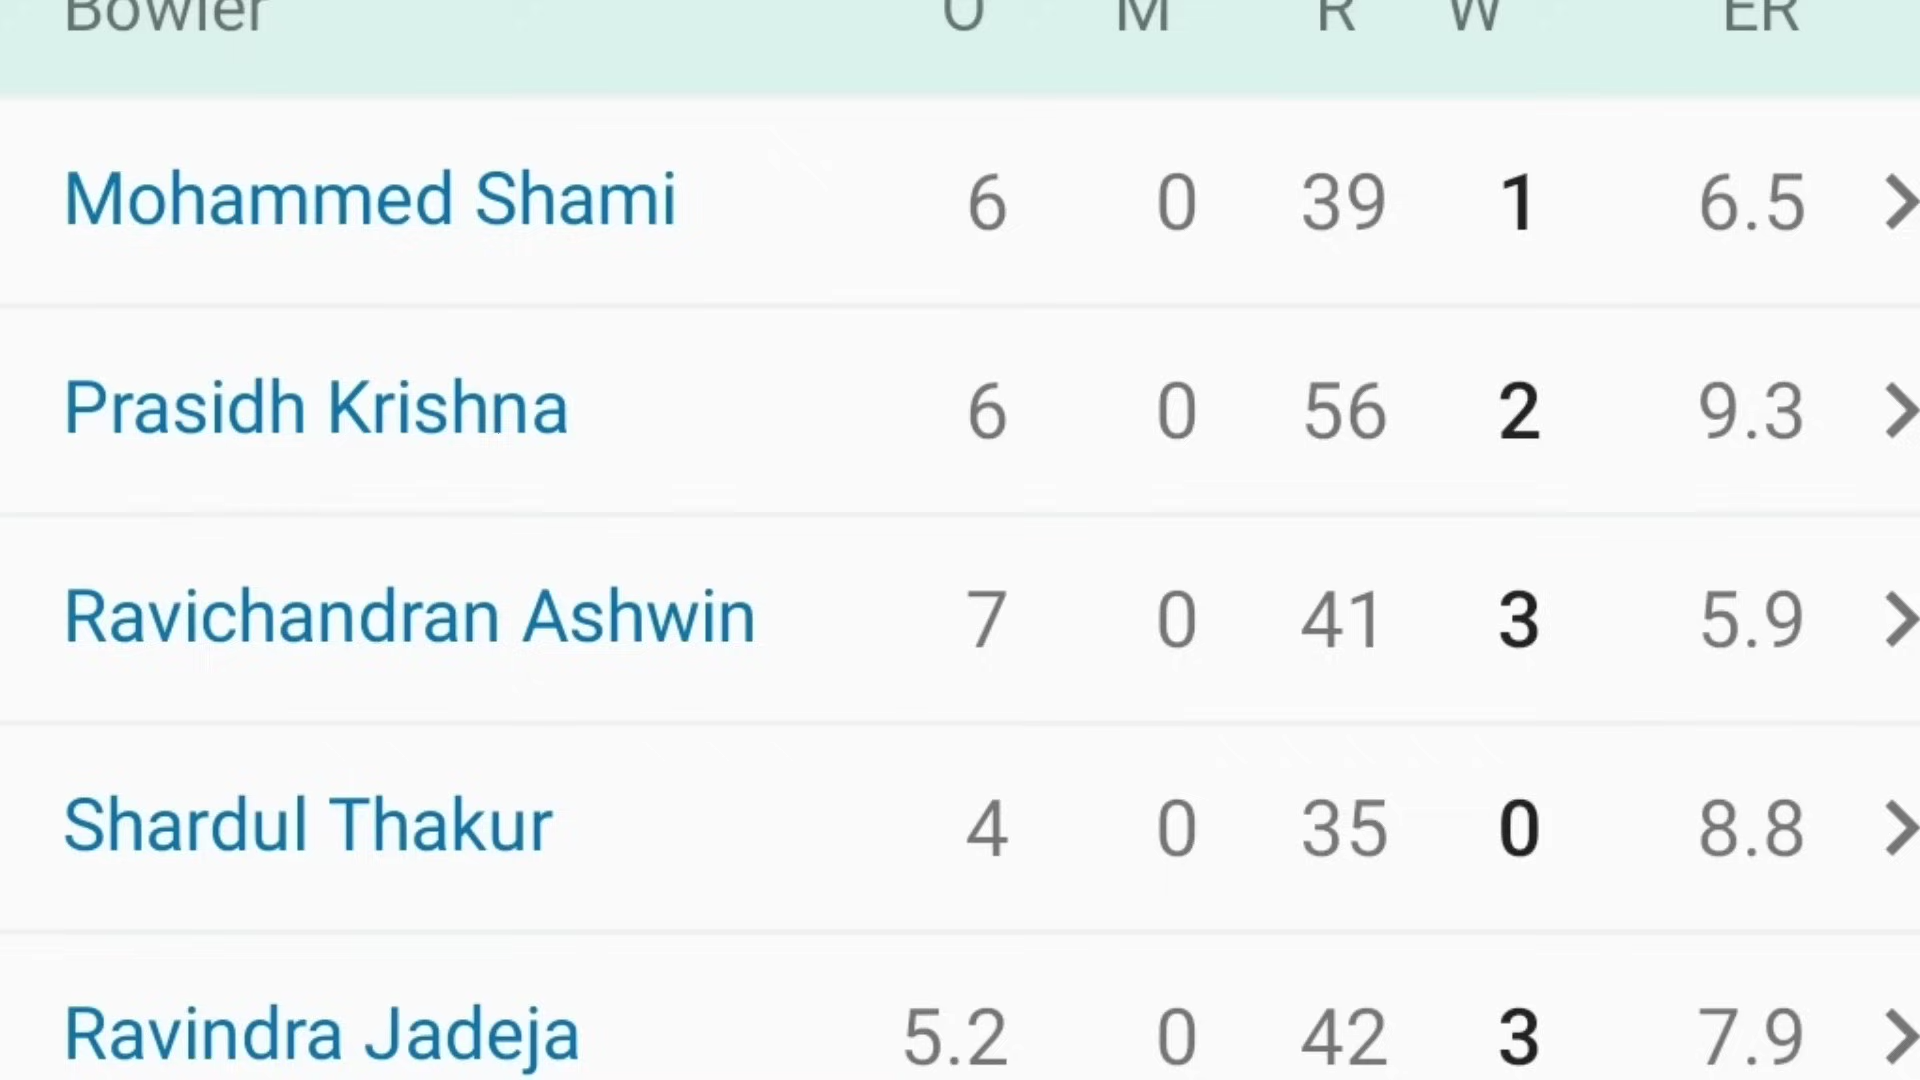 Bowler O M R W ER
Mohammed Shami 6 0 39 1 6.5
Prasidh Krishna 6 0 56 2 9.3
Ravichandran Ashwin 7 0 41 3 5.9
Shardul Thakur 4 0 35 0 8.8
Ravindra Jadeja 5.2 0 42 3 7.9